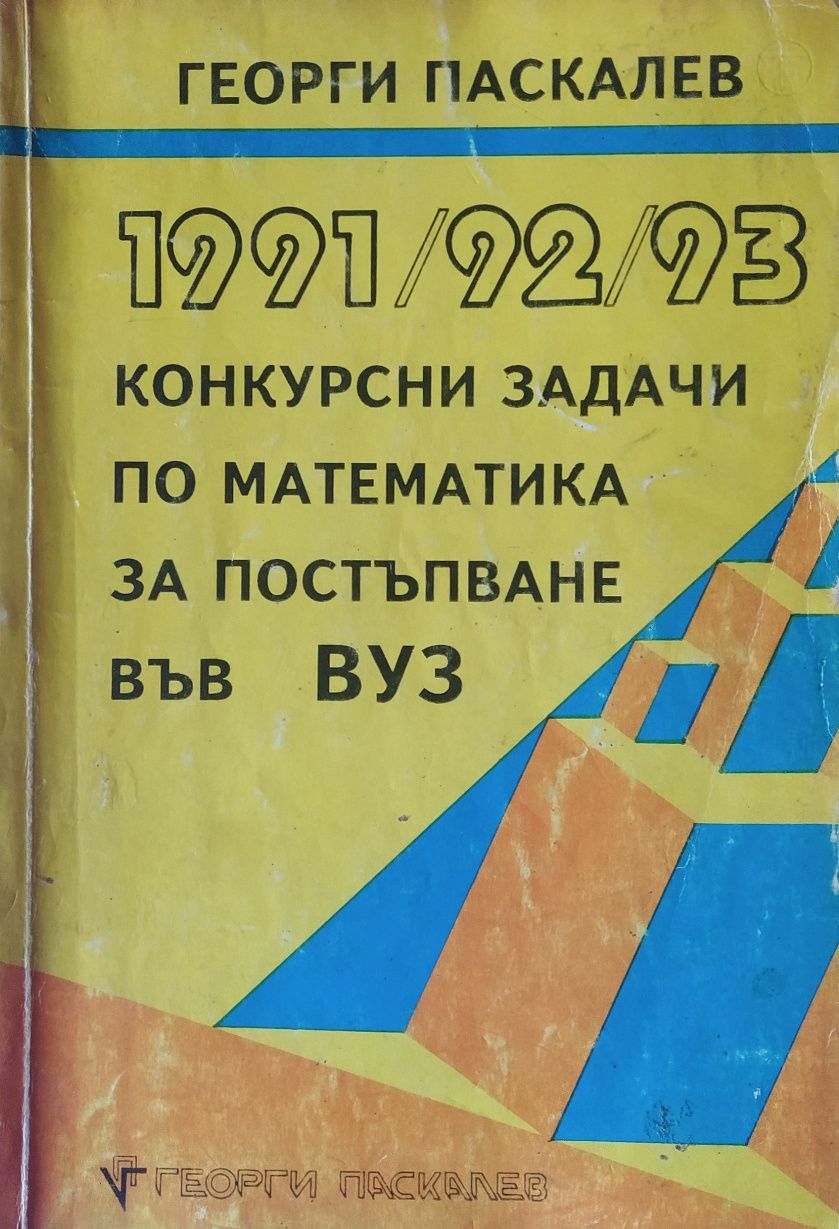 ГЕОРГИ ПАСКАЛЕВ
1991/92/93
КОНКУРСНИ ЗАДАЧИ
ПО МАТЕМАТИКА
ЗА ПОСТЪПВАНЕ
ВЪВ ВУЗ
ГЕОРГИ ПАСКАЛЕВ